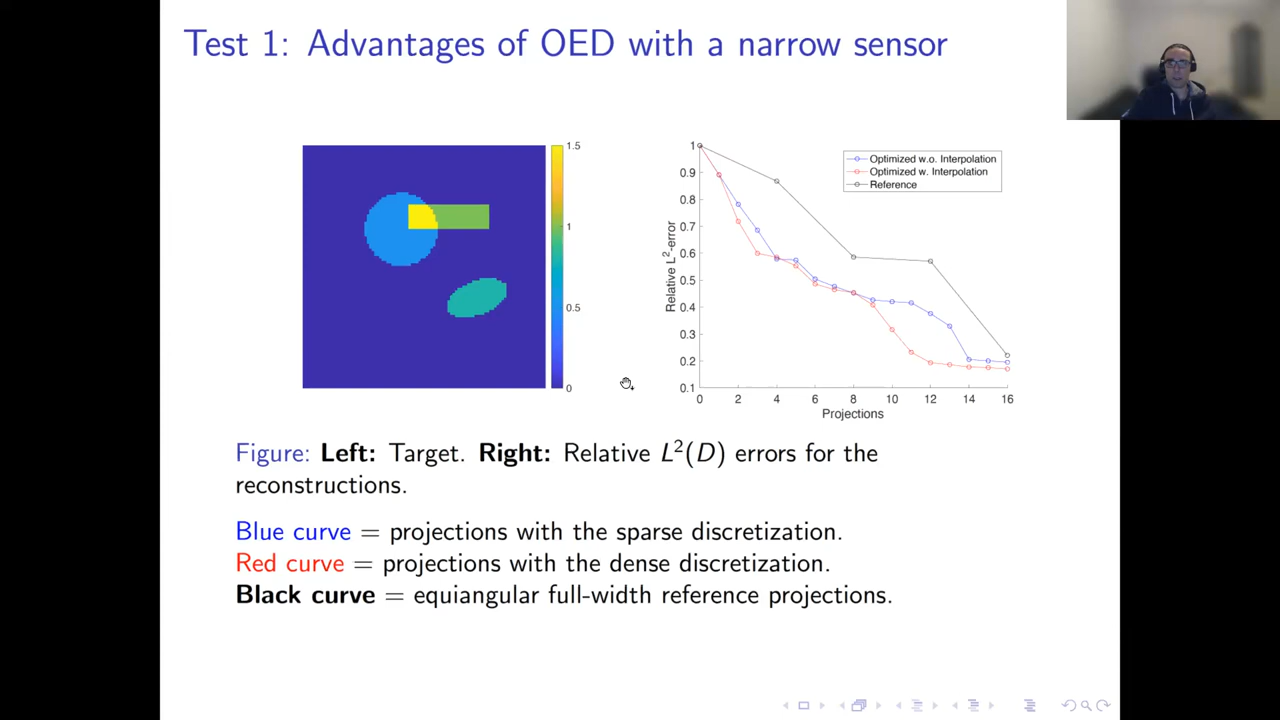 Test 1: Advantages of OED with a narrow sensor
1.5
1
0.5
0
1
0.9
0.8
0.7
0.6
0.5
0.4
0.3
0.2
0.1
Relative L²-error
0 2 4 6 8 10 12 14 16
Projections
Optimized w.o. Interpolation
Optimized w. Interpolation
Reference
Figure: Left: Target. Right: Relative L²(D) errors for the
reconstructions.
Blue curve = projections with the sparse discretization.
Red curve = projections with the dense discretization.
Black curve = equiangular full-width reference projections.